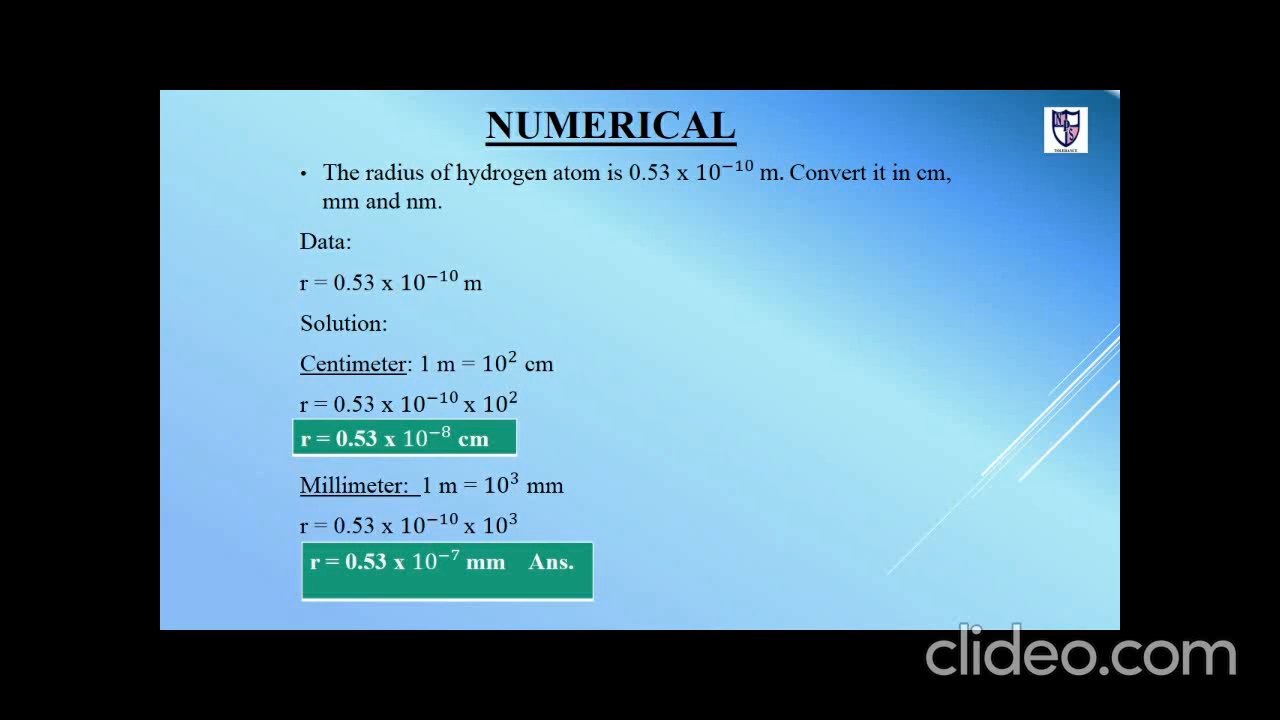 NUMERICAL
• The radius of hydrogen atom is 0.53 x 10⁻¹⁰ m. Convert it in cm,
mm and nm.
Data:
r = 0.53 x 10⁻¹⁰ m
Solution:
Centimeter: 1 m = 10² cm
r = 0.53 x 10⁻¹⁰ x 10²
r = 0.53 x 10⁻⁸ cm
Millimeter: 1 m = 10³ mm
r = 0.53 x 10⁻¹⁰ x 10³
r = 0.53 x 10⁻⁷ mm Ans.
clideo.com